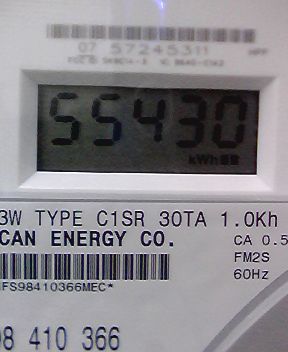 07 57245311
55430
kWh
3W TYPE C1SR 30TA 1.0Kh
CAN ENERGY CO.
CA 0.5
FM2S
60Hz
FS98410366MEC*
98 410 366